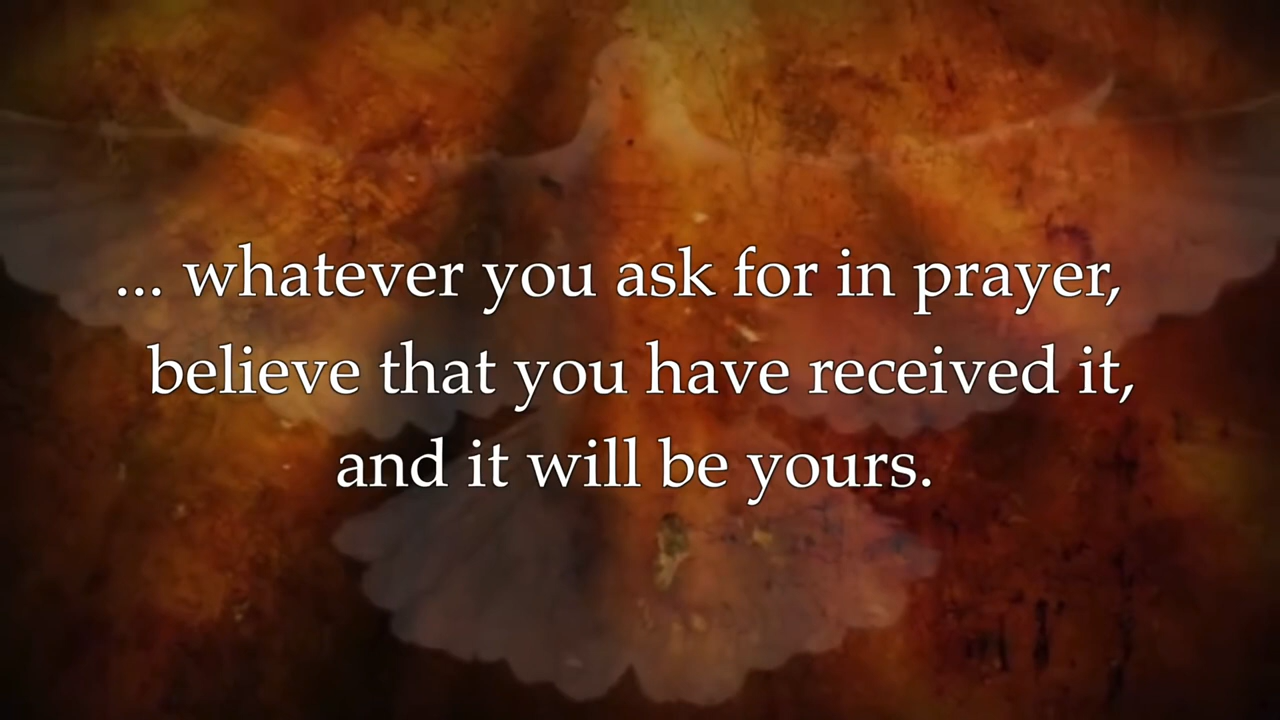 ... whatever you ask for in prayer,
believe that you have received it,
and it will be yours.